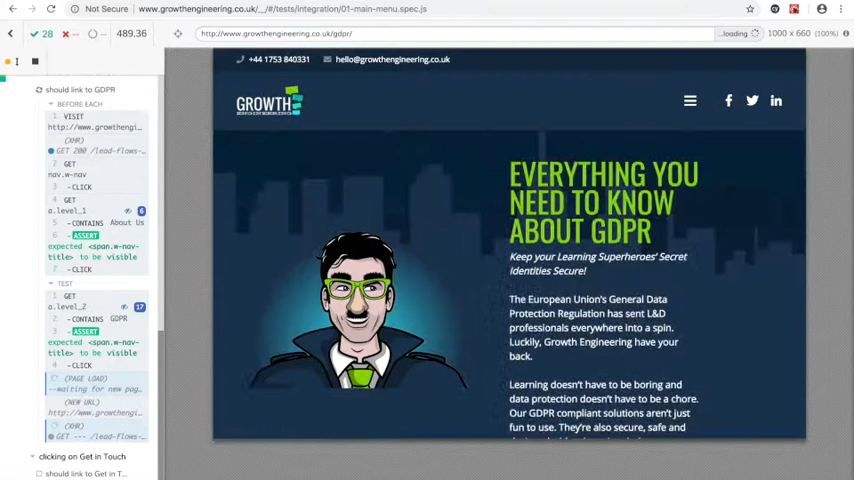 Not Secure | www.growthengineering.co.uk/__/#/tests/integration/01-main-menu.spec.js
28 -- 489.36
http://www.growthengineering.co.uk/gdpr/
...loading
1000 x 660 (100%)
should link to GDPR
BEFORE EACH
1 VISIT
http://www.growthengi...
(XHR)
GET 200 /lead-flows-...
2 GET
nav.w-nav
3 -CLICK
4 GET
a.level_1 6
5 -CONTAINS About Us
6 -ASSERT
expected <span.w-nav-
title> to be visible
7 -CLICK
TEST
1 GET
a.level_2 17
2 -CONTAINS GDPR
3 -ASSERT
expected <span.w-nav-
title> to be visible
4 -CLICK
(PAGE LOAD)
--waiting for new pag...
(NEW URL)
http://www.growthengi...
(XHR)
GET --- /lead-flows-...
clicking on Get in Touch
should link to Get in T...
+44 1753 840331 hello@growthengineering.co.uk
GROWTH
EVERYTHING YOU
NEED TO KNOW
ABOUT GDPR
Keep your Learning Superheroes' Secret
Identities Secure!
The European Union's General Data
Protection Regulation has sent L&D
professionals everywhere into a spin.
Luckily, Growth Engineering have your
back.
Learning doesn't have to be boring and
data protection doesn't have to be a chore.
Our GDPR compliant solutions aren't just
fun to use. They're also secure, safe and